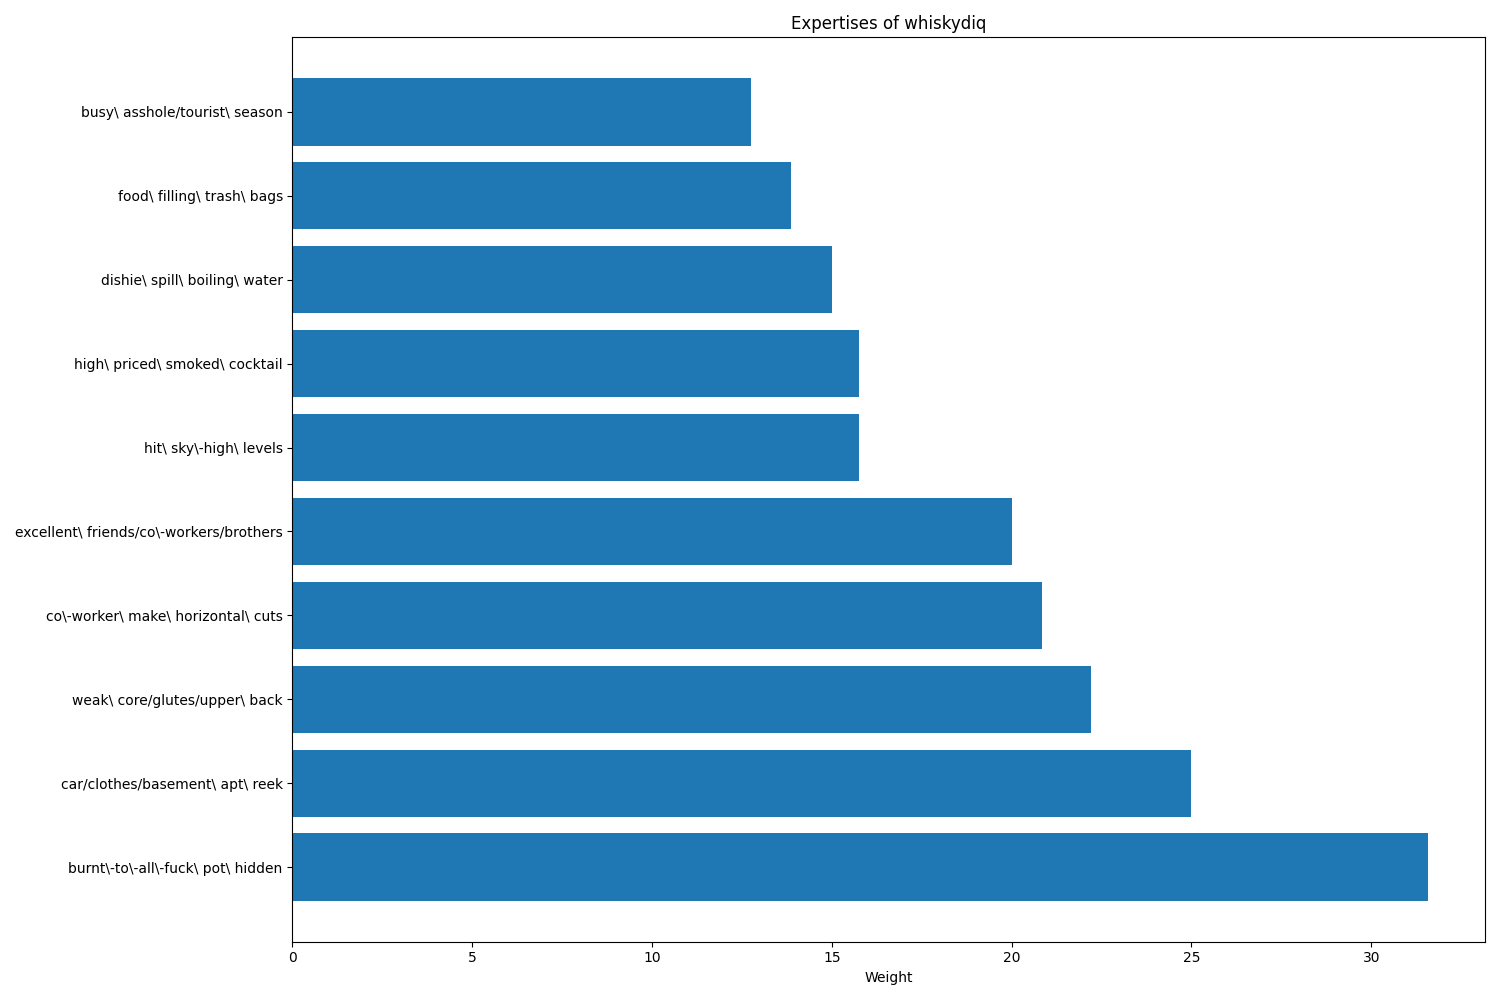 Expertises of whiskydiq
busy\ asshole/tourist\ season
food\ filling\ trash\ bags
dishie\ spill\ boiling\ water
high\ priced\ smoked\ cocktail
hit\ sky\-high\ levels
excellent\ friends/co\-workers/brothers
co\-worker\ make\ horizontal\ cuts
weak\ core/glutes/upper\ back
car/clothes/basement\ apt\ reek
burnt\-to\-all\-fuck\ pot\ hidden
0 5 10 15 20 25 30
Weight